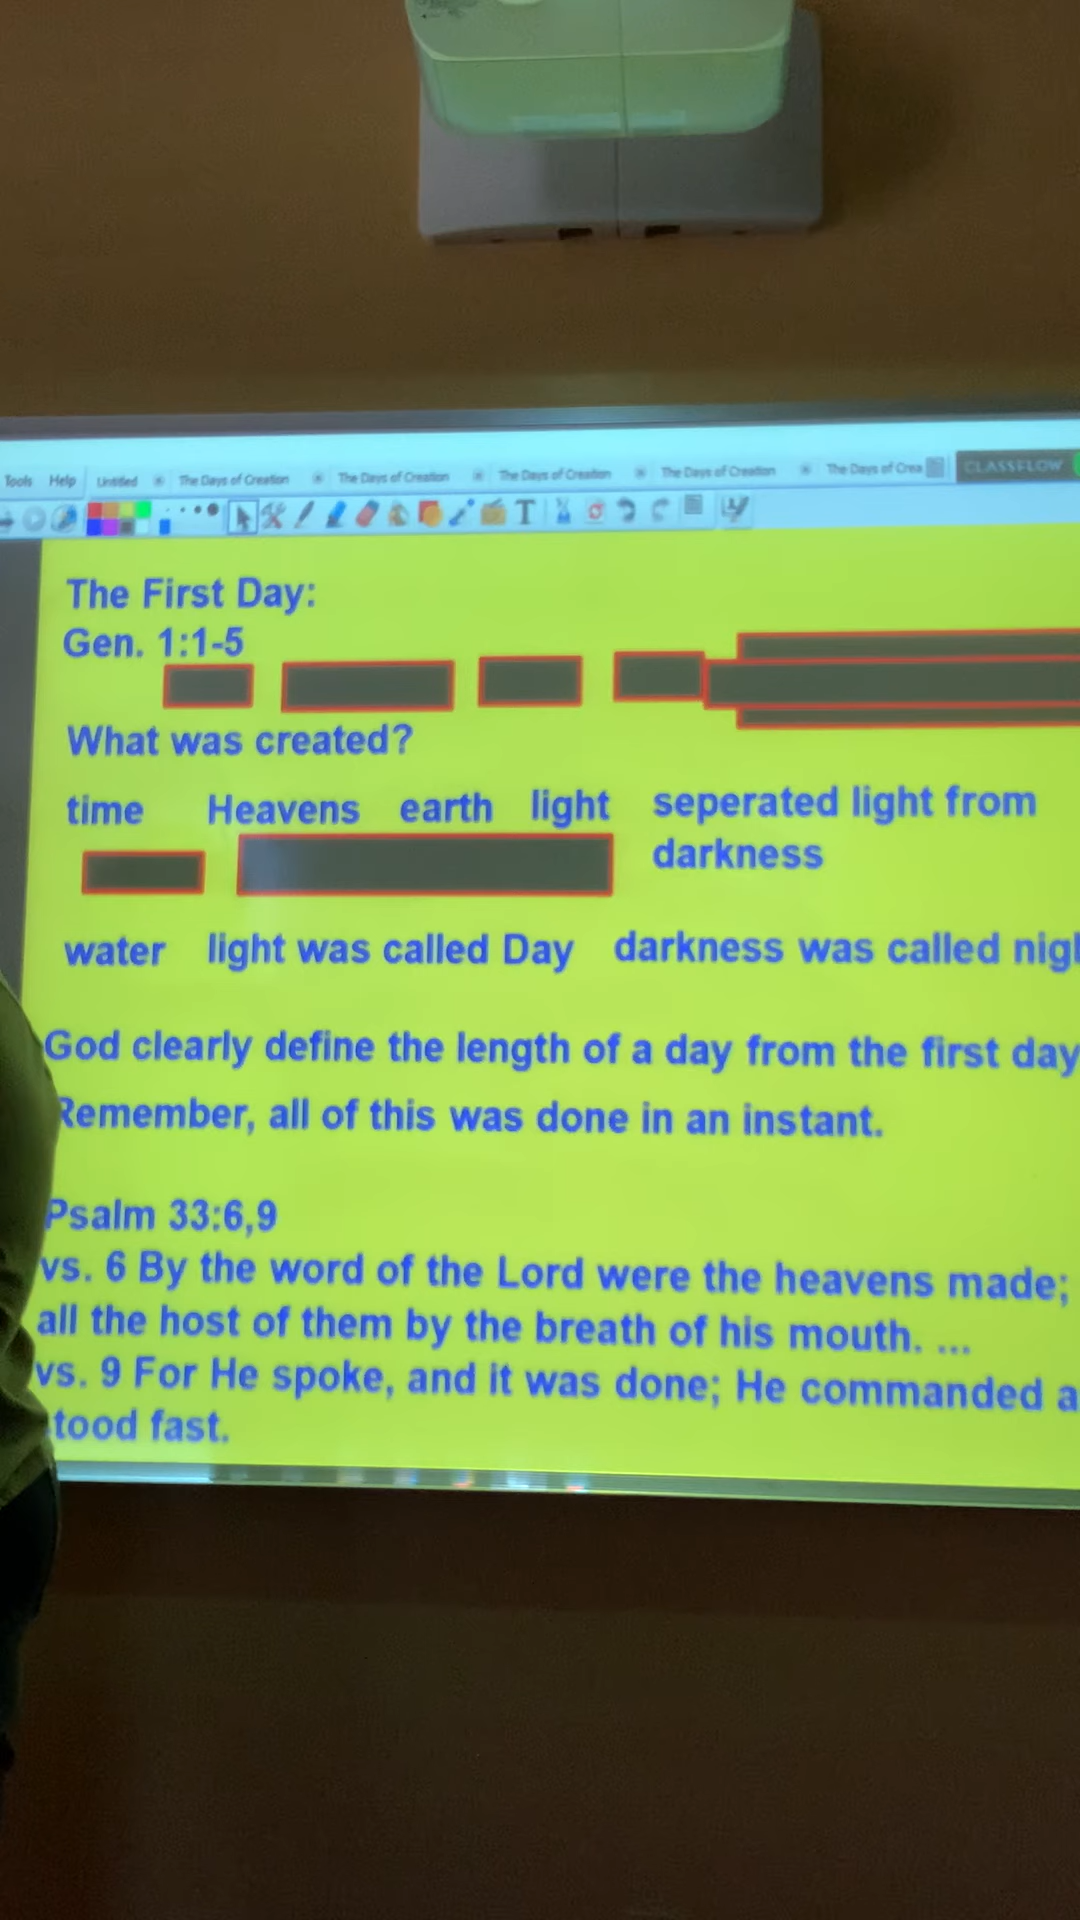 Tools Help Untitled The Days of Creation The Days of Creation The Days of Creation The Days of Creation The Days of Crea CLASSFLOW
T
The First Day:
Gen. 1:1-5
What was created?
time Heavens earth light seperated light from
darkness
water light was called Day darkness was called nigh
God clearly define the length of a day from the first day
Remember, all of this was done in an instant.
Psalm 33:6,9
vs. 6 By the word of the Lord were the heavens made;
all the host of them by the breath of his mouth. ...
vs. 9 For He spoke, and it was done; He commanded a
tood fast.